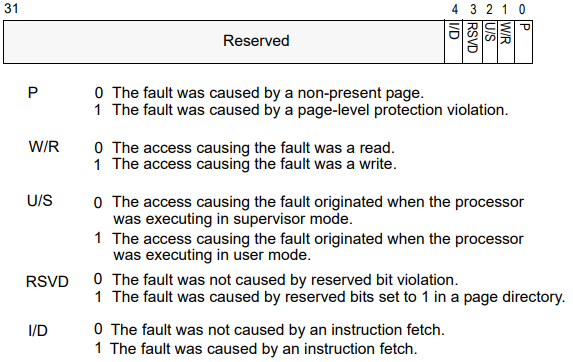 31 4 3 2 1 0
Reserved I/D RSVD U/S W/R P
P 0 The fault was caused by a non-present page.
1 The fault was caused by a page-level protection violation.
W/R 0 The access causing the fault was a read.
1 The access causing the fault was a write.
U/S 0 The access causing the fault originated when the processor
was executing in supervisor mode.
1 The access causing the fault originated when the processor
was executing in user mode.
RSVD 0 The fault was not caused by reserved bit violation.
1 The fault was caused by reserved bits set to 1 in a page directory.
I/D 0 The fault was not caused by an instruction fetch.
1 The fault was caused by an instruction fetch.